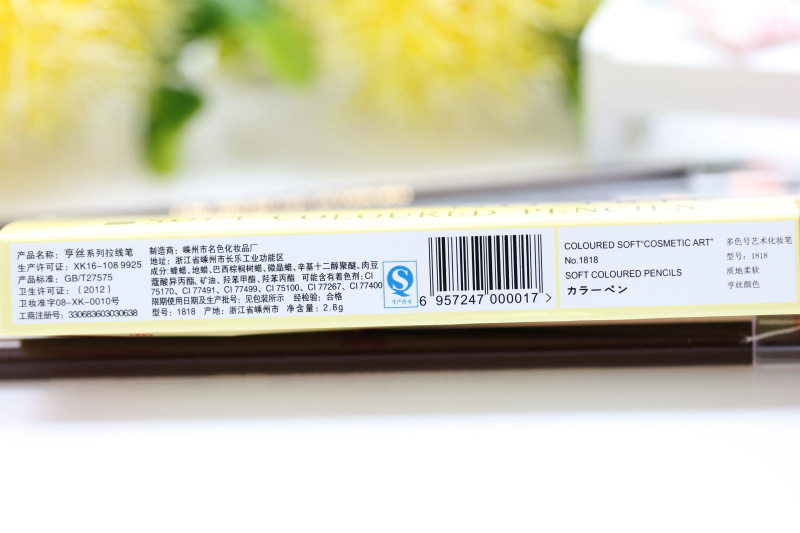 SOFT COLOURED PENCILS
产品名称：亨丝系列拉线笔
生产许可证：XK16-108 9925
产品标准：GB/T27575
卫生许可证：（2012）
卫妆准字08-XK-0010号
工商注册号：330683603030638
制造商：嵊州市名色化妆品厂
地址：浙江省嵊州市长乐工业功能区
成分：蜂蜡、地蜡、巴西棕榈树蜡、微晶蜡、辛基十二醇聚醚、肉豆
蔻酸异丙酯、矿油、羟苯甲酯、羟苯丙酯 可能含有着色剂：CI
75170、CI 77491、CI 77499、CI 75100、CI 77267、CI 77400
限期使用日期及生产批号：见包装所示 经检验：合格
型号：1818 产地：浙江省嵊州市 净含量：2.8g
QS
生产许可
6 957247 000017 >
COLOURED SOFT"COSMETIC ART"
No.1818
SOFT COLOURED PENCILS
カラーペン
多色号艺术化妆笔
型号：1818
质地柔软
亨丝颜色